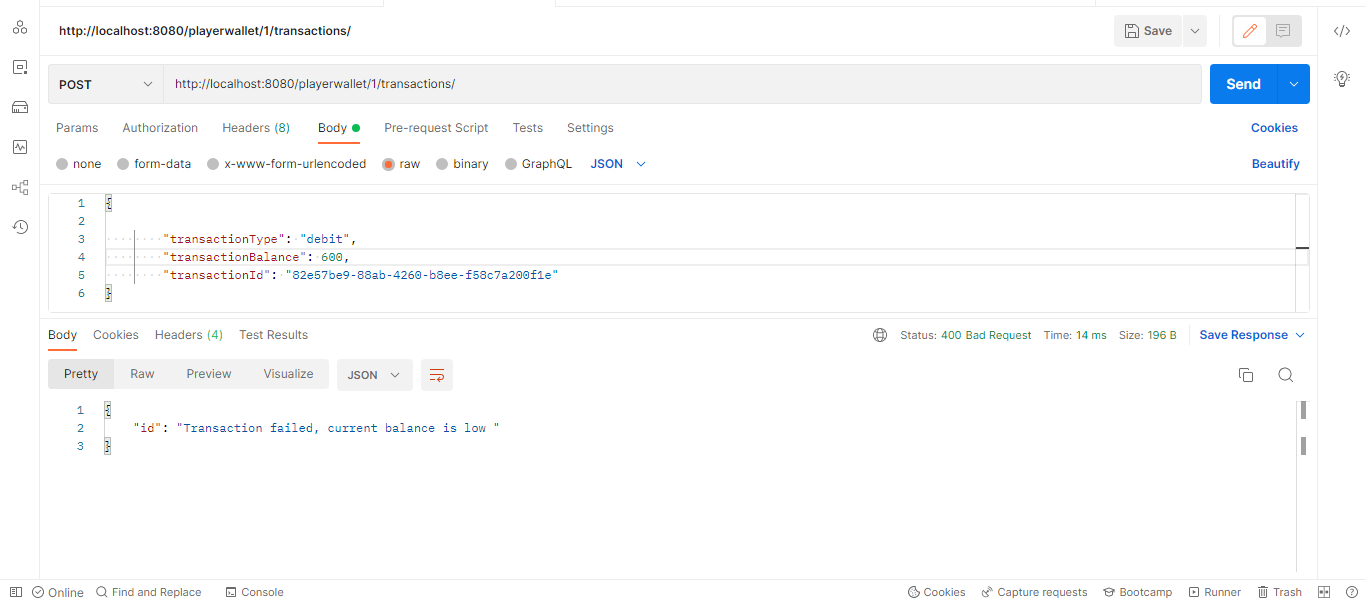 http://localhost:8080/playerwallet/1/transactions/
Save
POST
http://localhost:8080/playerwallet/1/transactions/
Send
Params Authorization Headers (8) Body Pre-request Script Tests Settings Cookies
none form-data x-www-form-urlencoded raw binary GraphQL JSON Beautify
1 {
2
3 "transactionType": "debit",
4 "transactionBalance": 600,
5 "transactionId": "82e57be9-88ab-4260-b8ee-f58c7a200f1e"
6 }
Body Cookies Headers (4) Test Results Status: 400 Bad Request Time: 14 ms Size: 196 B Save Response
Pretty Raw Preview Visualize JSON
1 {
2 "id": "Transaction failed, current balance is low "
3 }
Online Find and Replace Console Cookies Capture requests Bootcamp Runner Trash